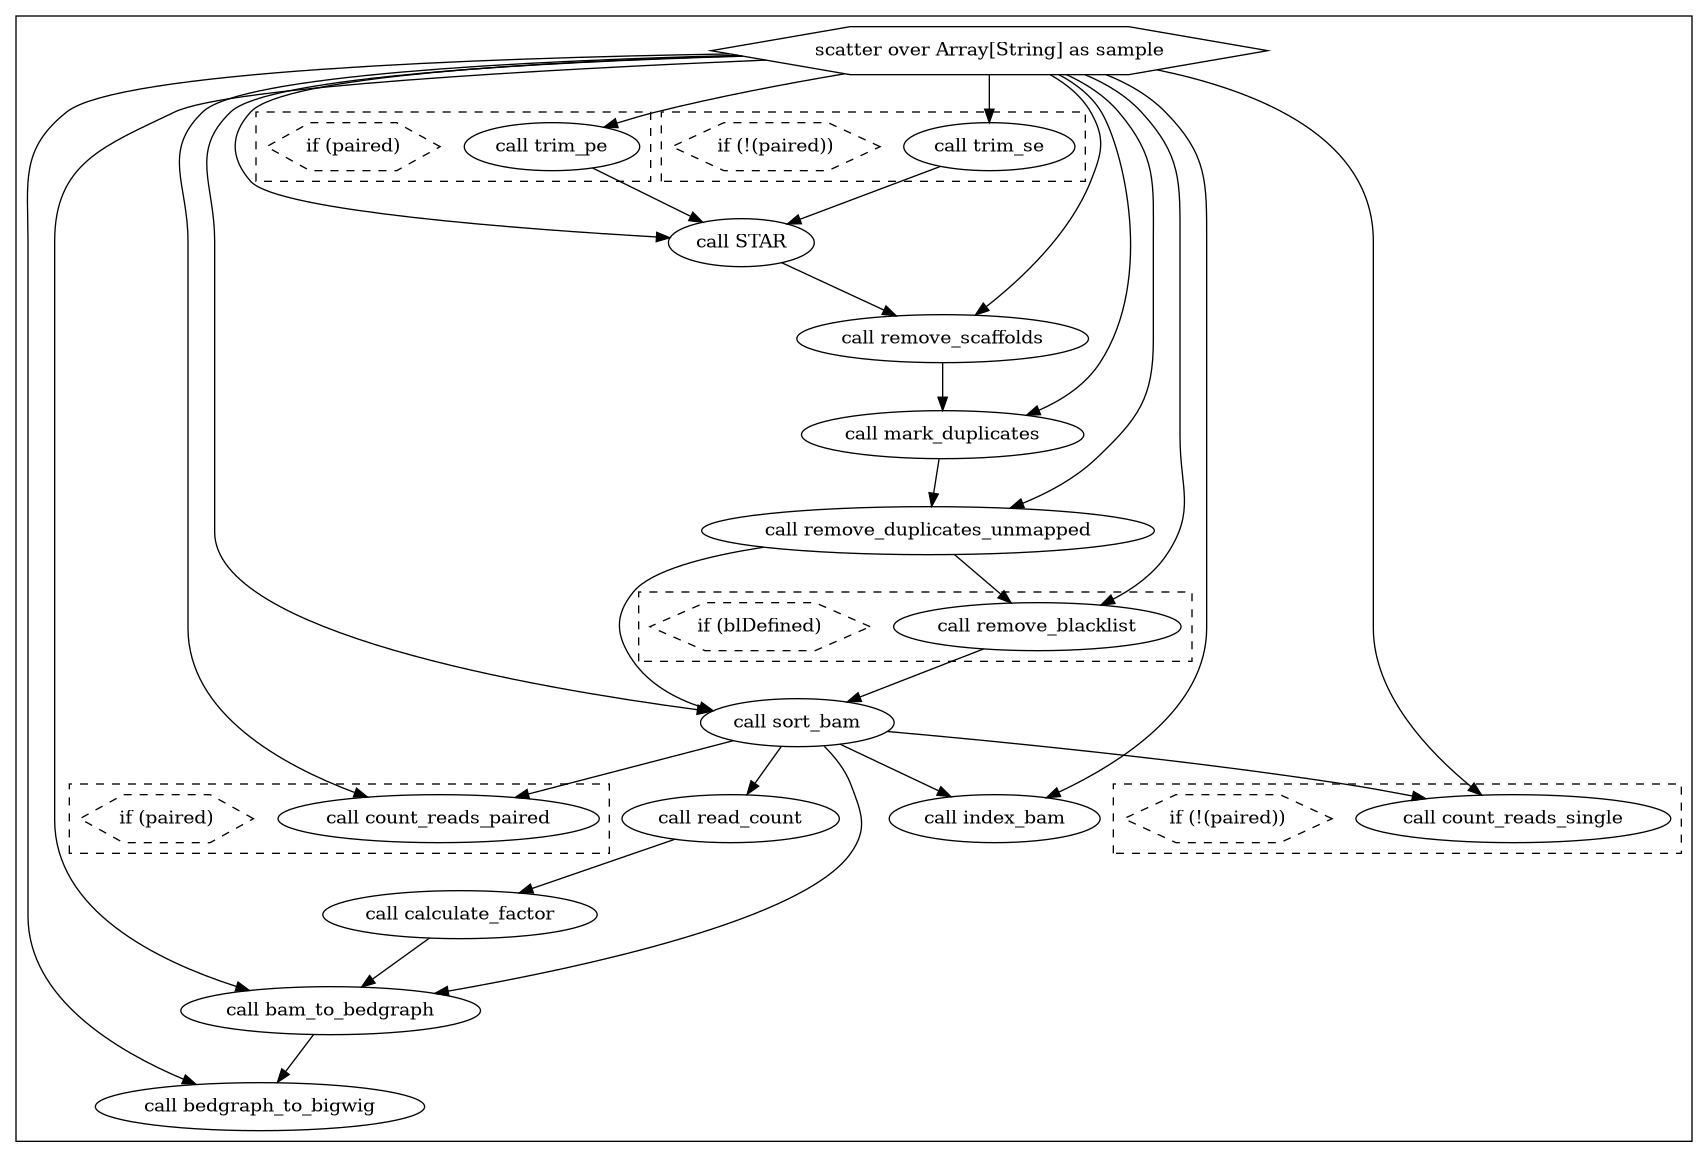 scatter over Array[String] as sample
if (paired)
call trim_pe
if (!(paired))
call trim_se
call STAR
call remove_scaffolds
call mark_duplicates
call remove_duplicates_unmapped
if (blDefined)
call remove_blacklist
call sort_bam
if (paired)
call count_reads_paired
call read_count
call index_bam
if (!(paired))
call count_reads_single
call calculate_factor
call bam_to_bedgraph
call bedgraph_to_bigwig